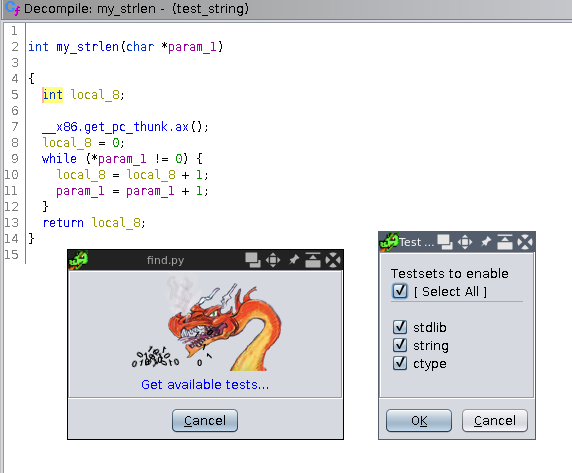 Decompile: my_strlen - (test_string)
1
2 int my_strlen(char *param_1)
3
4 {
5 int local_8;
6
7 __x86.get_pc_thunk.ax();
8 local_8 = 0;
9 while (*param_1 != 0) {
10 local_8 = local_8 + 1;
11 param_1 = param_1 + 1;
12 }
13 return local_8;
14 }
15
find.py
Get available tests...
Cancel
Test ...
Testsets to enable
[ Select All ]
stdlib
string
ctype
OK
Cancel